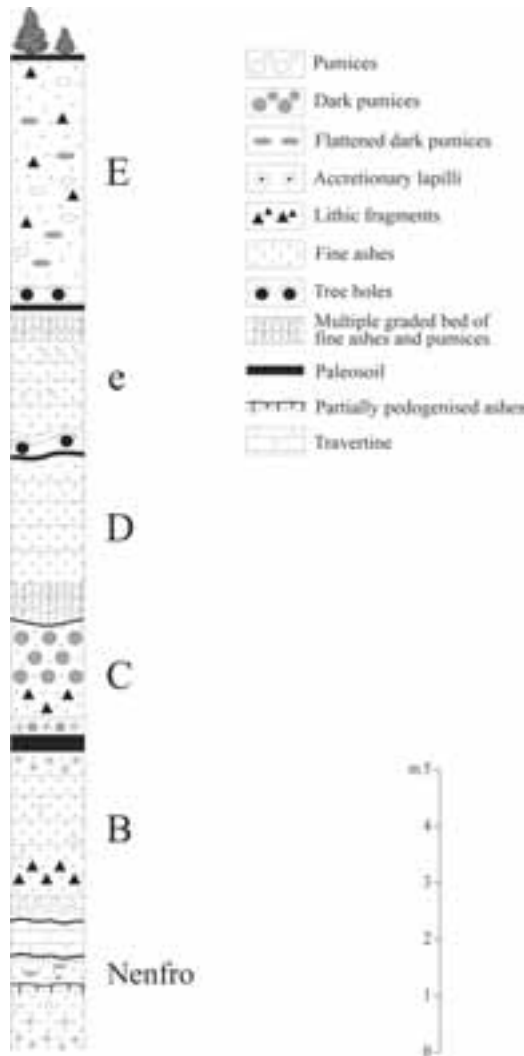 E
e
D
C
B
Nenfro
Pumices
Dark pumices
Flattened dark pumices
Accretionary lapilli
Lithic fragments
Fine ashes
Tree holes
Multiple graded bed of
fine ashes and pumices
Paleosoil
Partially pedogenised ashes
Travertine
m.5
4
3
2
1
0